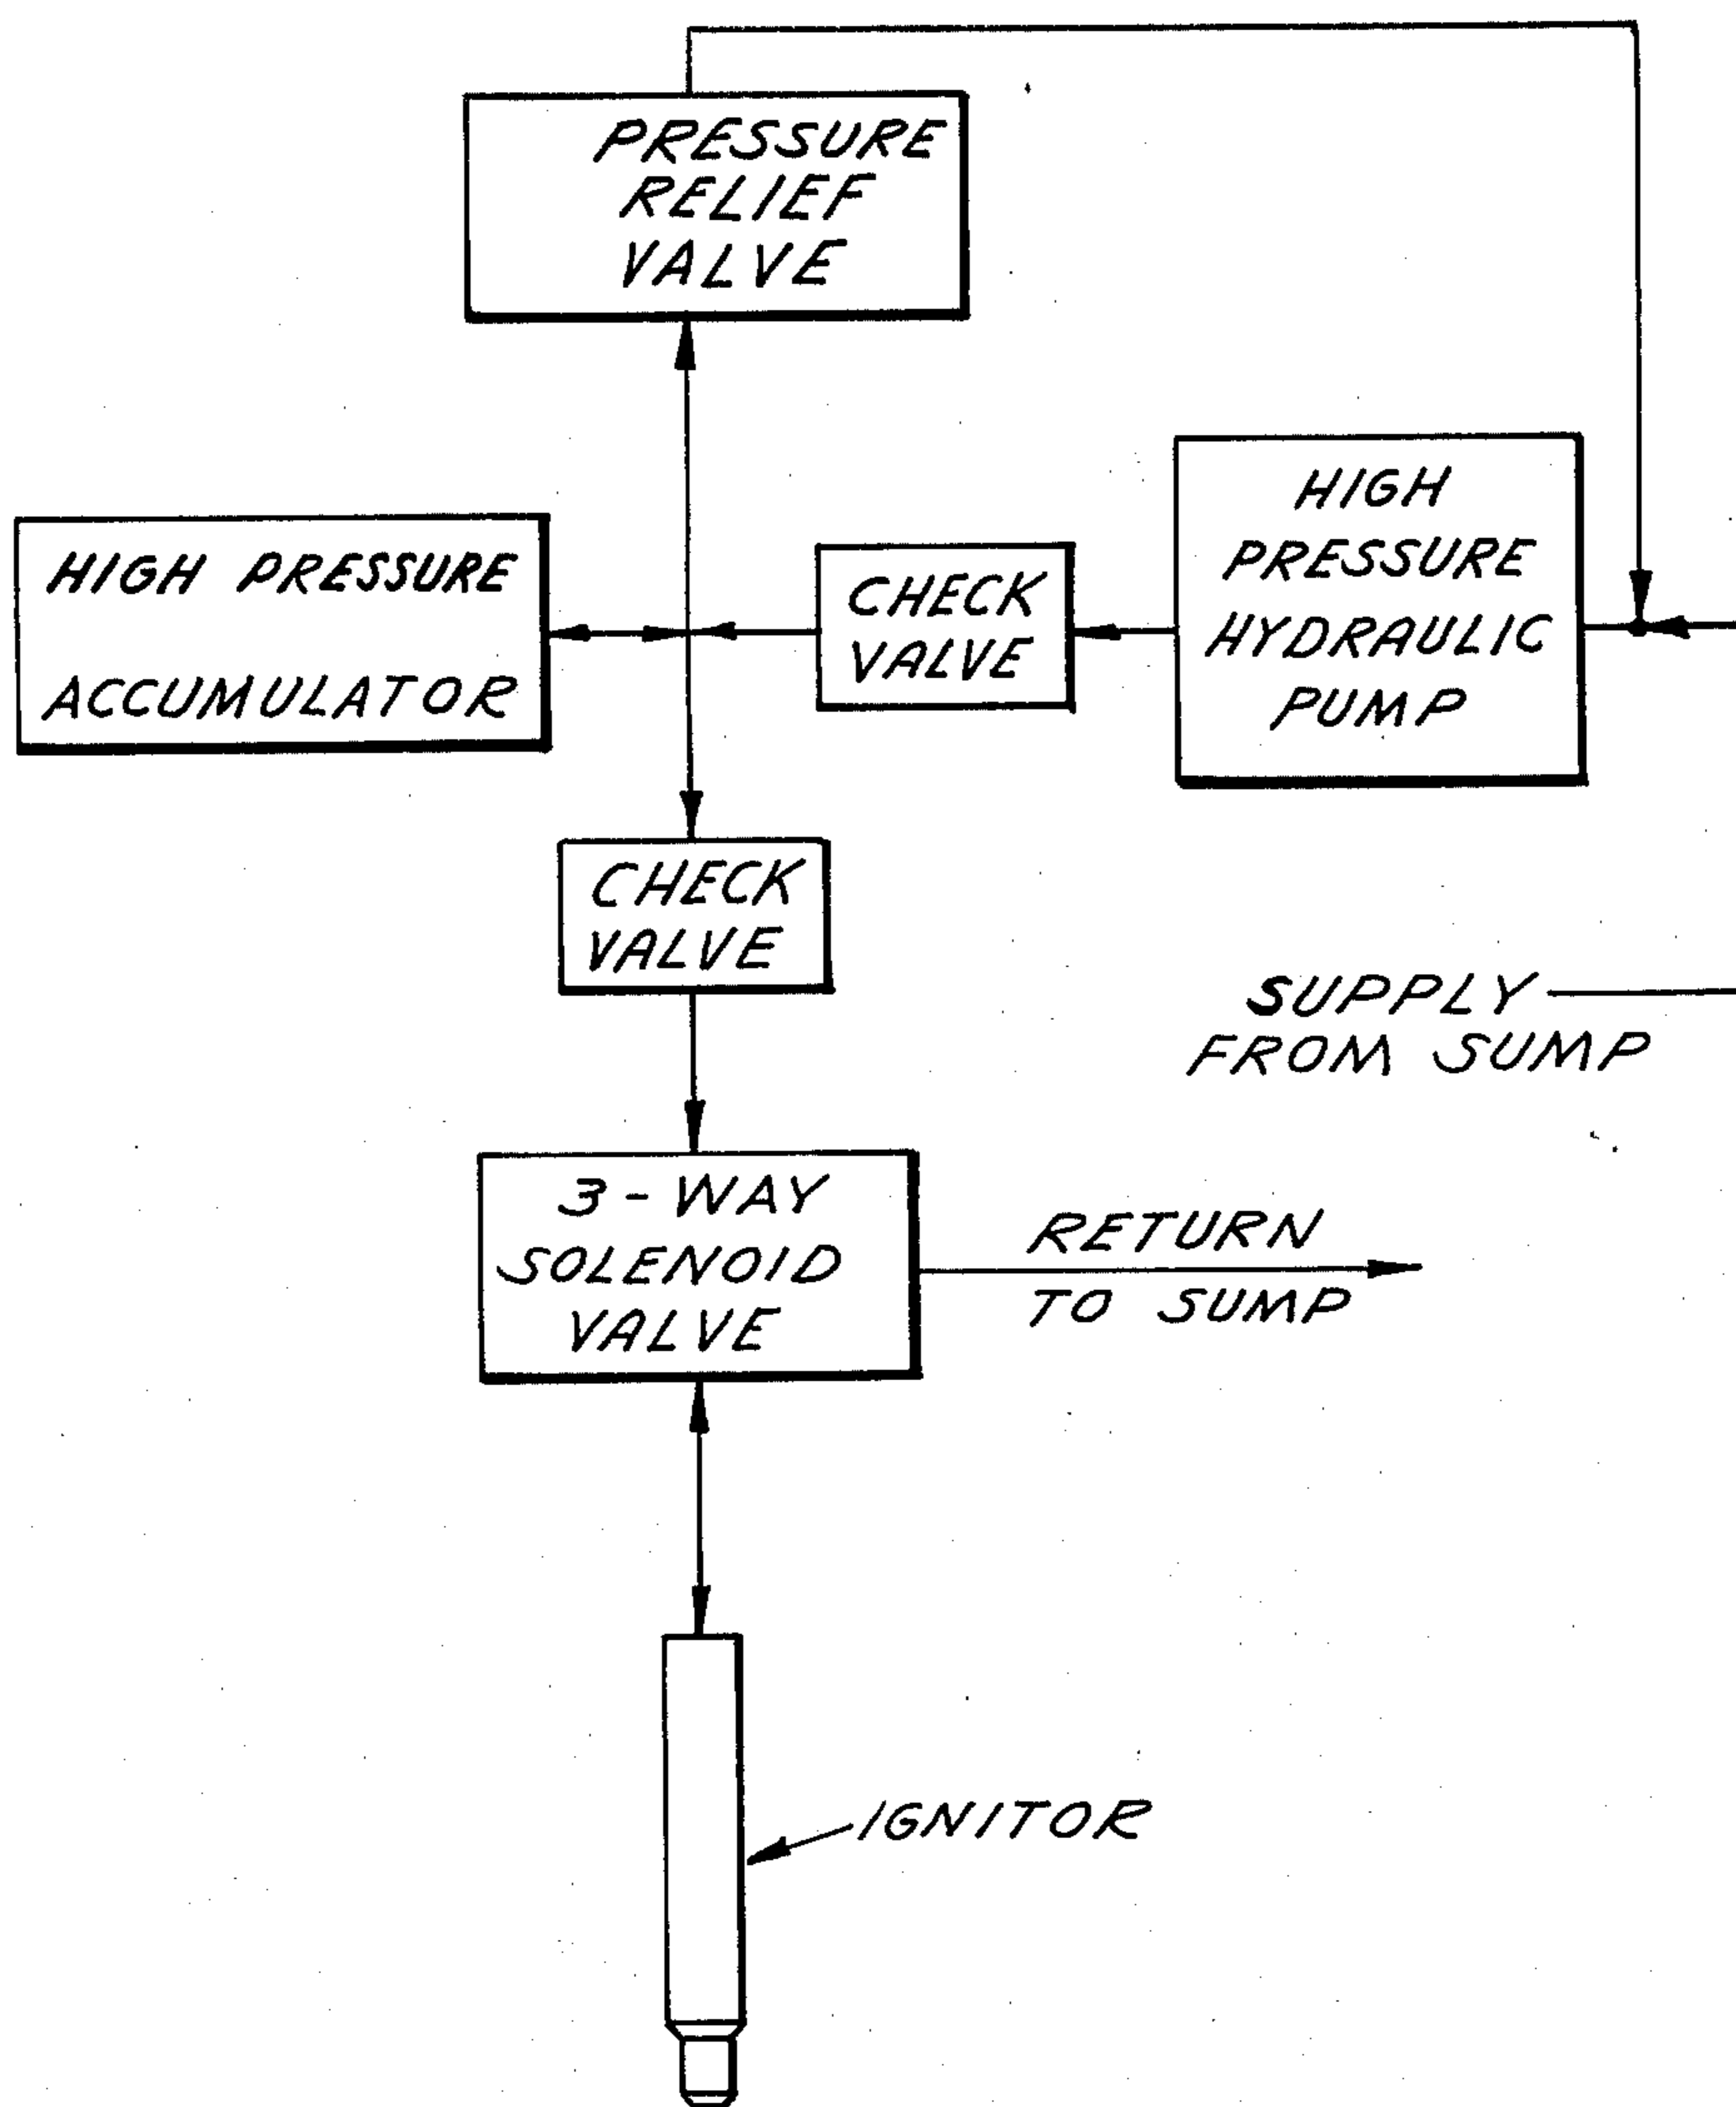 PRESSURE
RELIEF
VALVE
HIGH PRESSURE
ACCUMULATOR
CHECK
VALVE
HIGH
PRESSURE
HYDRAULIC
PUMP
CHECK
VALVE
SUPPLY
FROM SUMP
3-WAY
SOLENOID
VALVE
RETURN
TO SUMP
IGNITOR